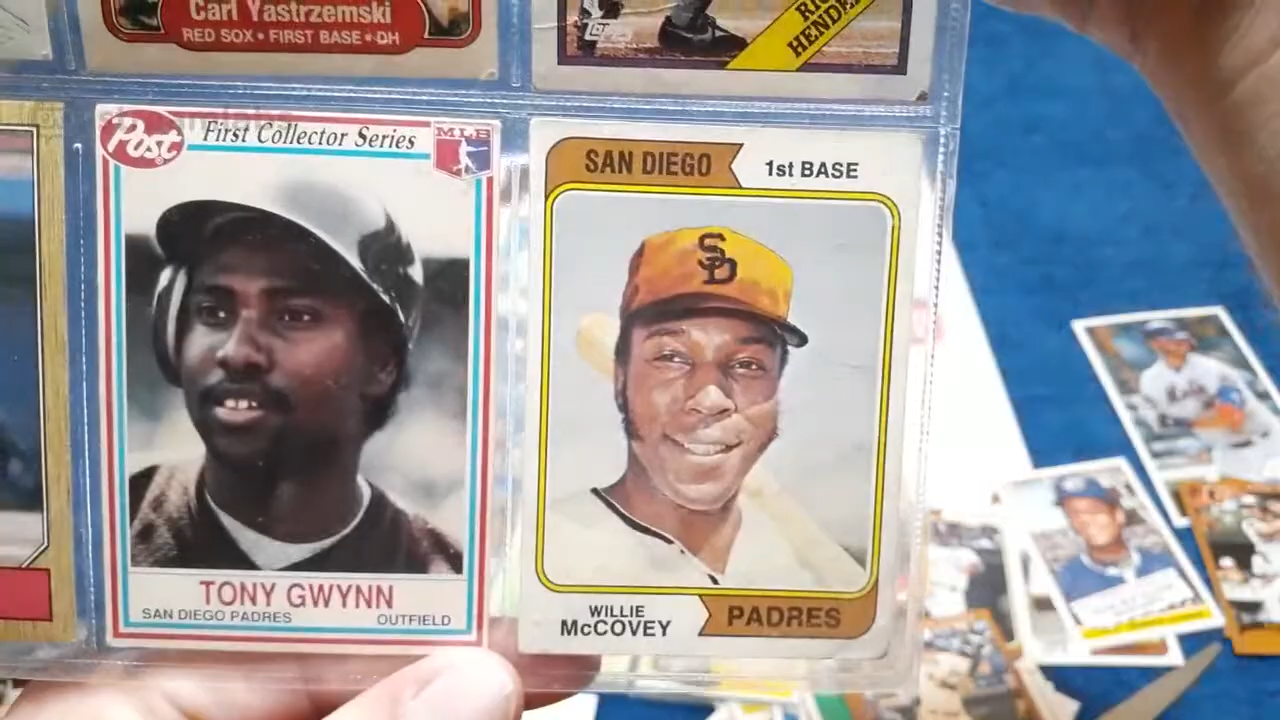 Carl Yastrzemski
RED SOX • FIRST BASE • DH
TOPPS
Post
First Collector Series
MLB
TONY GWYNN
SAN DIEGO PADRES
OUTFIELD
SAN DIEGO
1st BASE
SD
WILLIE
McCOVEY
PADRES